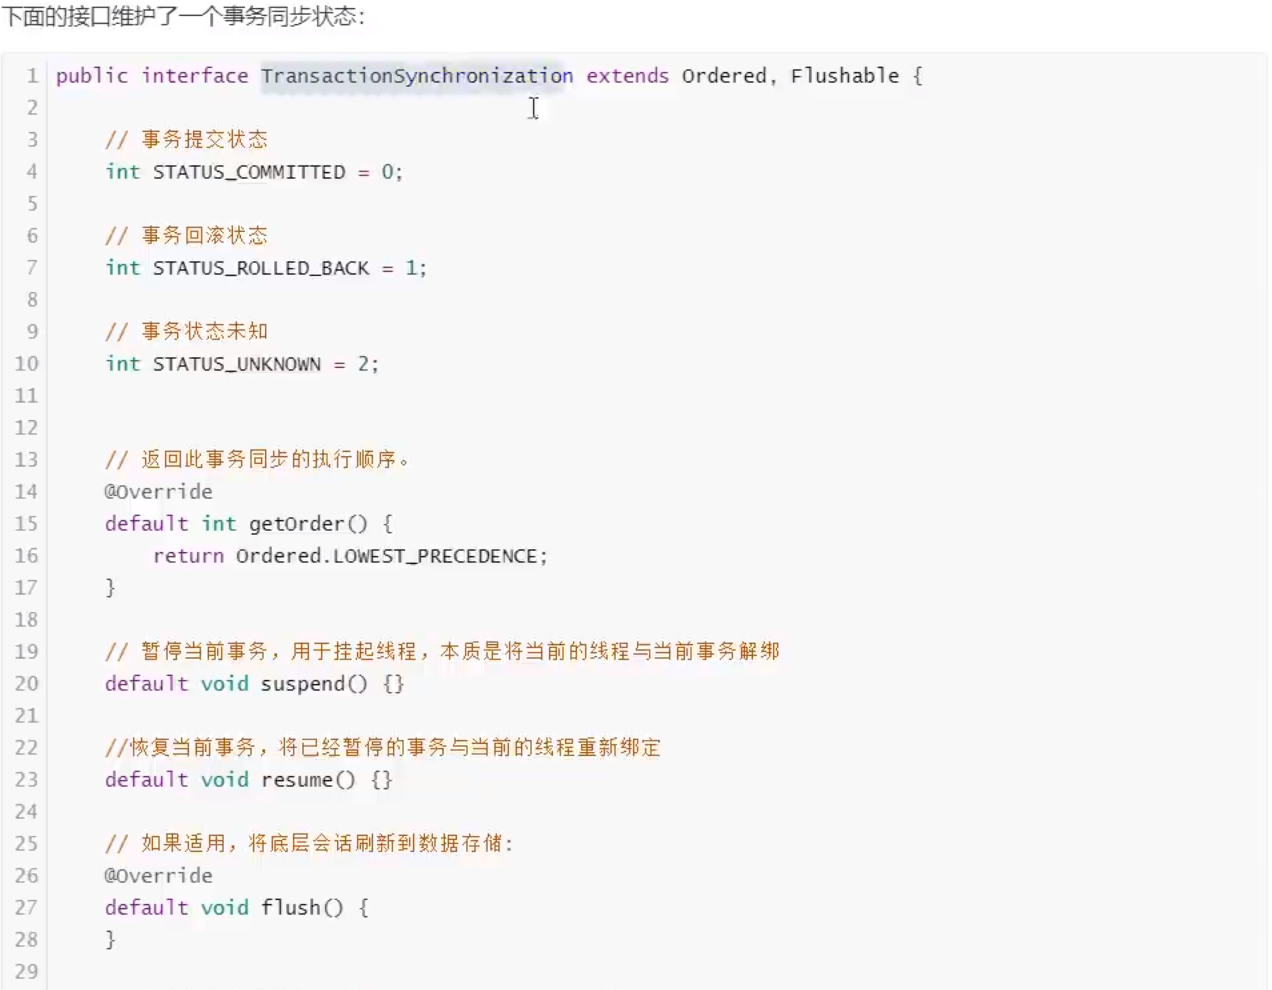 下面的接口维护了一个事务同步状态：
1 public interface TransactionSynchronization extends Ordered, Flushable {
2
3 // 事务提交状态
4 int STATUS_COMMITTED = 0;
5
6 // 事务回滚状态
7 int STATUS_ROLLED_BACK = 1;
8
9 // 事务状态未知
10 int STATUS_UNKNOWN = 2;
11
12
13 // 返回此事务同步的执行顺序。
14 @Override
15 default int getOrder() {
16 return Ordered.LOWEST_PRECEDENCE;
17 }
18
19 // 暂停当前事务，用于挂起线程，本质是将当前的线程与当前事务解绑
20 default void suspend() {}
21
22 //恢复当前事务，将已经暂停的事务与当前的线程重新绑定
23 default void resume() {}
24
25 // 如果适用，将底层会话刷新到数据存储:
26 @Override
27 default void flush() {
28 }
29